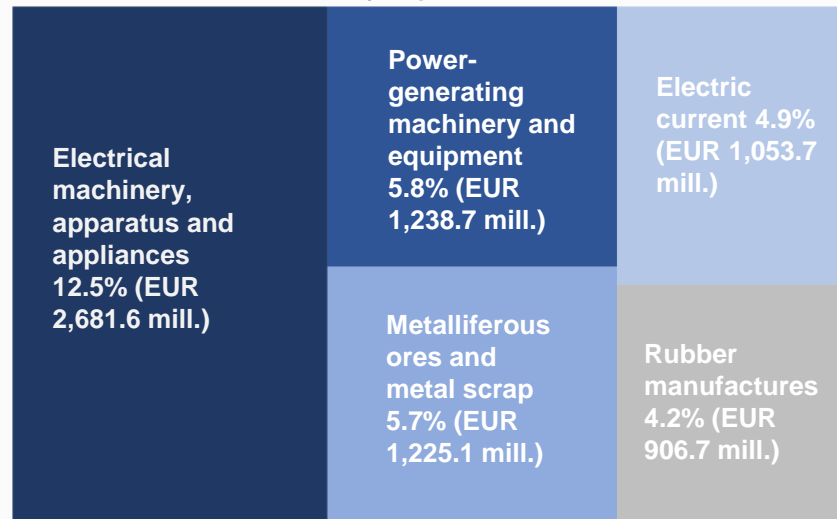 Electrical
machinery,
apparatus and
appliances
12.5% (EUR
2,681.6 mill.)
Power-
generating
machinery and
equipment
5.8% (EUR
1,238.7 mill.)
Metalliferous
ores and
metal scrap
5.7% (EUR
1,225.1 mill.)
Electric
current 4.9%
(EUR 1,053.7
mill.)
Rubber
manufactures
4.2% (EUR
906.7 mill.)